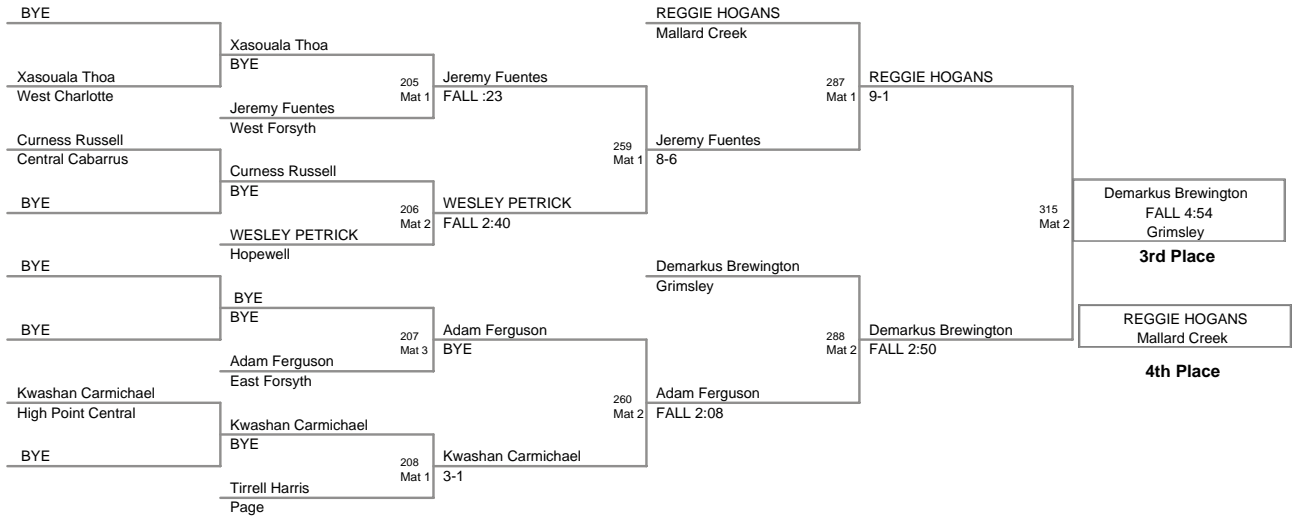 BYE
Xasouala Thoa
West Charlotte
Curness Russell
Central Cabarrus
BYE
BYE
BYE
Kwashan Carmichael
High Point Central
BYE
Xasouala Thoa
BYE
205
Mat 1
Jeremy Fuentes
West Forsyth
Curness Russell
BYE
206
Mat 2
WESLEY PETRICK
Hopewell
BYE
BYE
207
Mat 3
Adam Ferguson
East Forsyth
Kwashan Carmichael
BYE
208
Mat 1
Tirrell Harris
Page
Jeremy Fuentes
FALL :23
259
Mat 1
WESLEY PETRICK
FALL 2:40
Adam Ferguson
BYE
260
Mat 2
Kwashan Carmichael
3-1
REGGIE HOGANS
Mallard Creek
287
Mat 1
Jeremy Fuentes
8-6
Demarkus Brewington
Grimsley
288
Mat 2
Adam Ferguson
FALL 2:08
REGGIE HOGANS
9-1
315
Mat 2
Demarkus Brewington
FALL 2:50
Demarkus Brewington
FALL 4:54
Grimsley
3rd Place
REGGIE HOGANS
Mallard Creek
4th Place